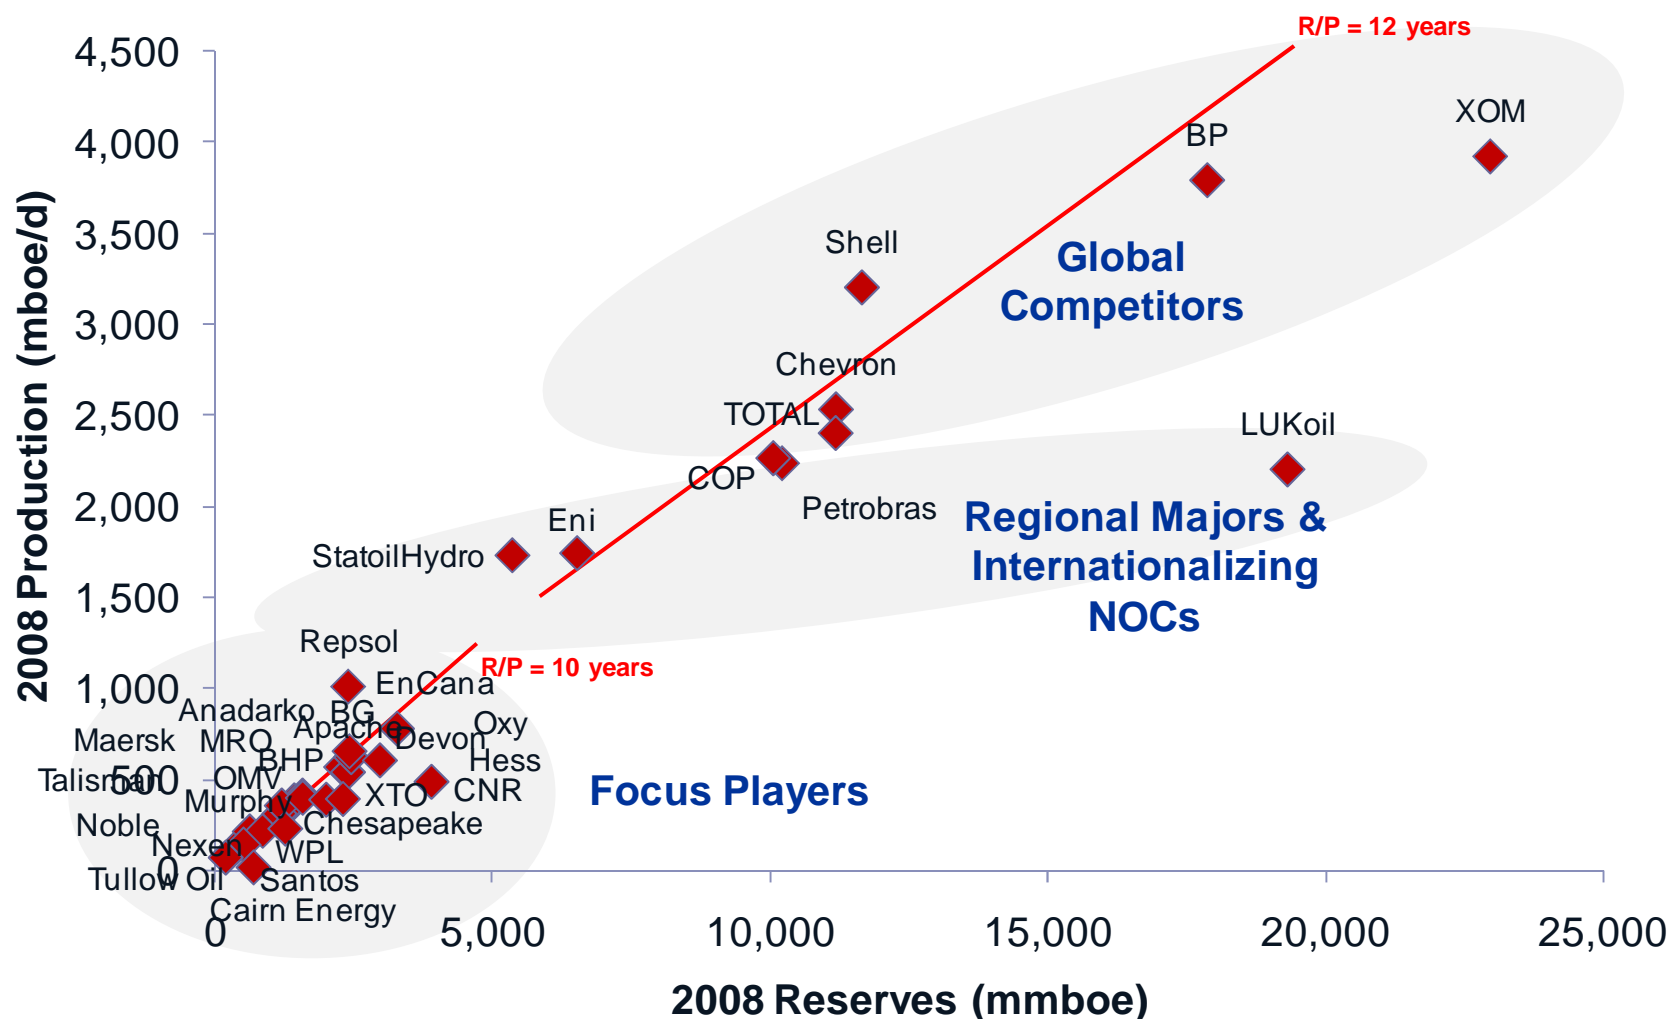 R/P = 12 years
4,500
4,000
3,500
3,000
2,500
2,000
1,500
1,000
500
0
2008 Production (mboe/d)
XOM
BP
Shell
Global
Competitors
Chevron
TOTAL
LUKoil
COP
Petrobras
Eni
StatoilHydro
Regional Majors &
Internationalizing
NOCs
Repsol
R/P = 10 years
EnCana
Anadarko
BG
Apache
Oxy
Maersk
MRO
Devon
BHP
Hess
Talisman
OMV
CNR
Murphy
XTO
Focus Players
Noble
Chesapeake
Nexen
WPL
Tullow Oil
Santos
Cairn Energy
0
5,000
10,000
15,000
20,000
25,000
2008 Reserves (mmboe)